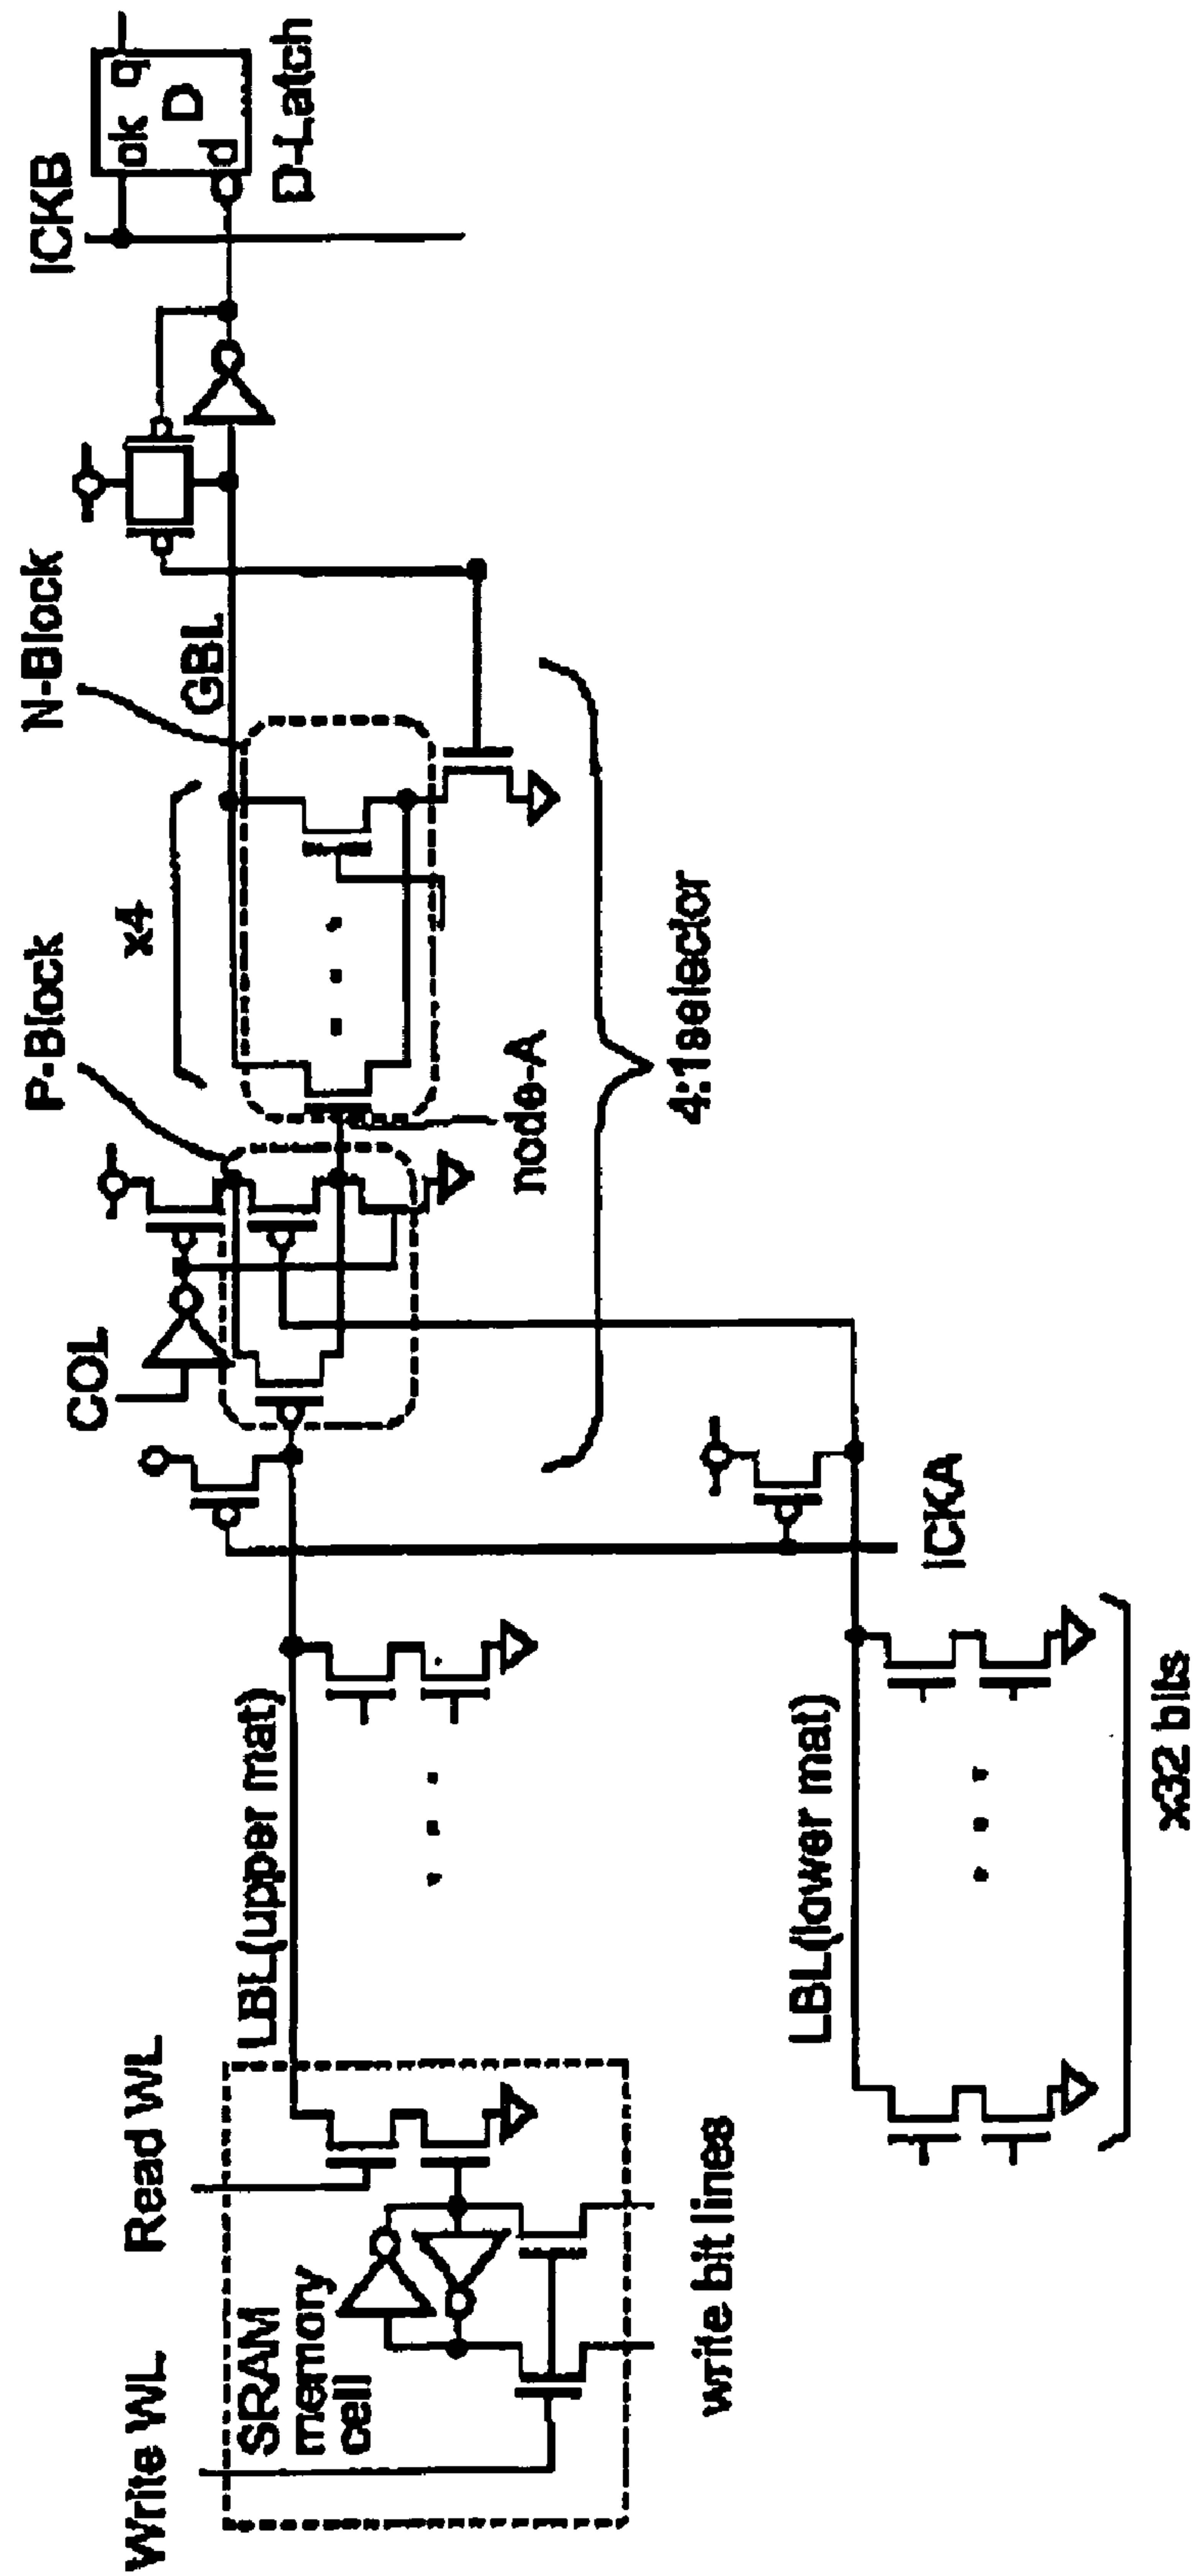 Write WL
Read WL
SRAM
memory
cell
write bit lines
LBL(upper mat)
LBL(lower mat)
x32 bits
ICKA
COL
P-Block
x4
N-Block
GBL
node-A
4:1selector
ICKB
ck
q
D
d
D-Latch